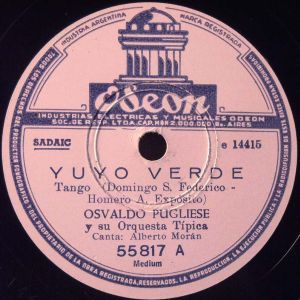 INDUSTRIA ARGENTINA
MARCA REGISTRADA
Odeon
INDUSTRIAS ELECTRICAS Y MUSICALES ODEON
SOC. DE RESP. LTDA. CAP. M$N 2.000.000 Bs. AIRES
SADAIC
e 14415
YUYO VERDE
Tango (Domingo S. Federico -
Homero A. Expósito)
OSVALDO PUGLIESE
y su Orquesta Típica
Canta: Alberto Morán
55817 A
Medium